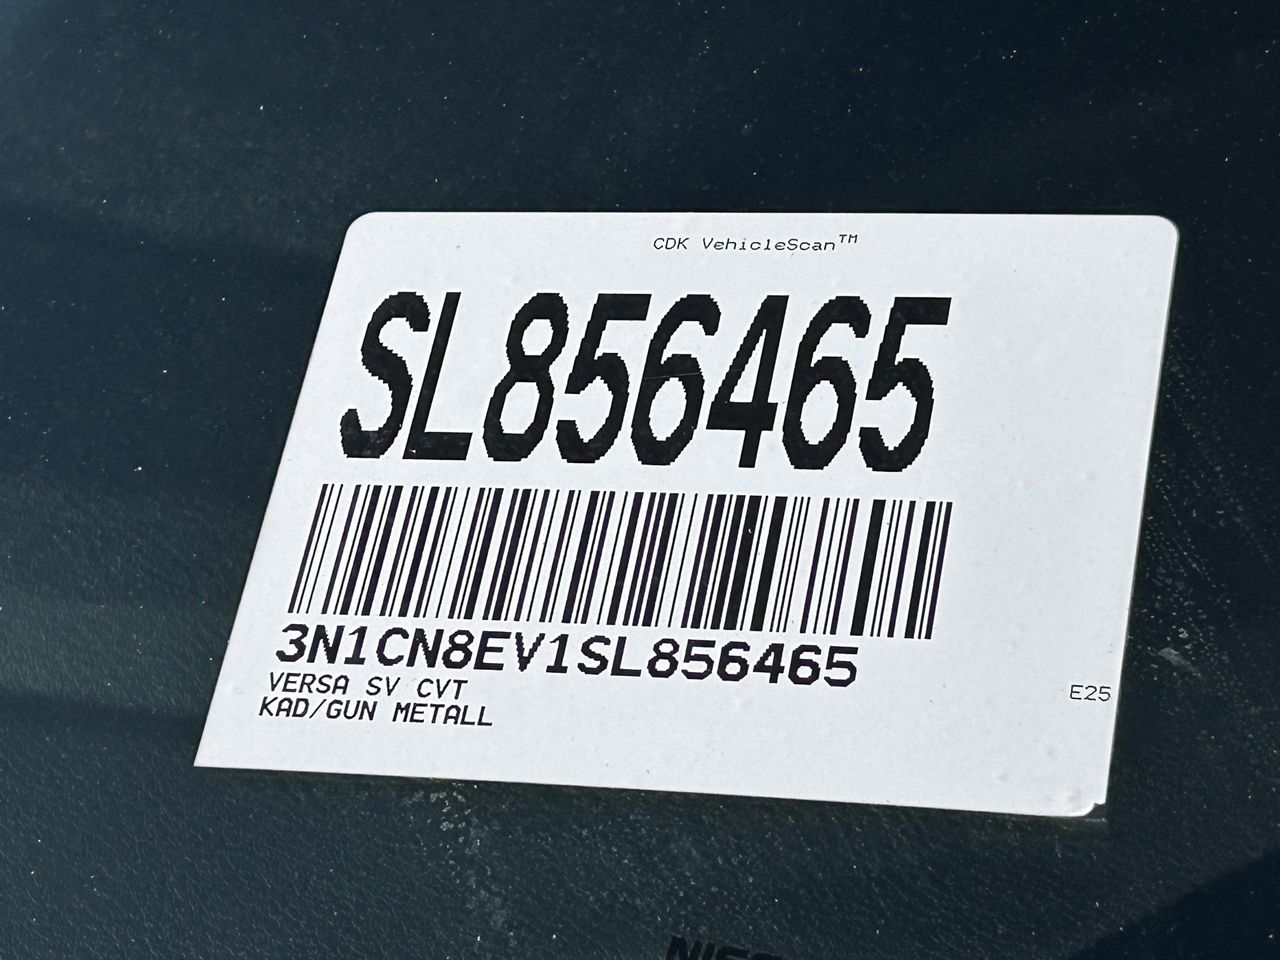 CDK VehicleScan™
SL856465
3N1CN8EV1SL856465
VERSA SV CVT
KAD/GUN METALL
E25